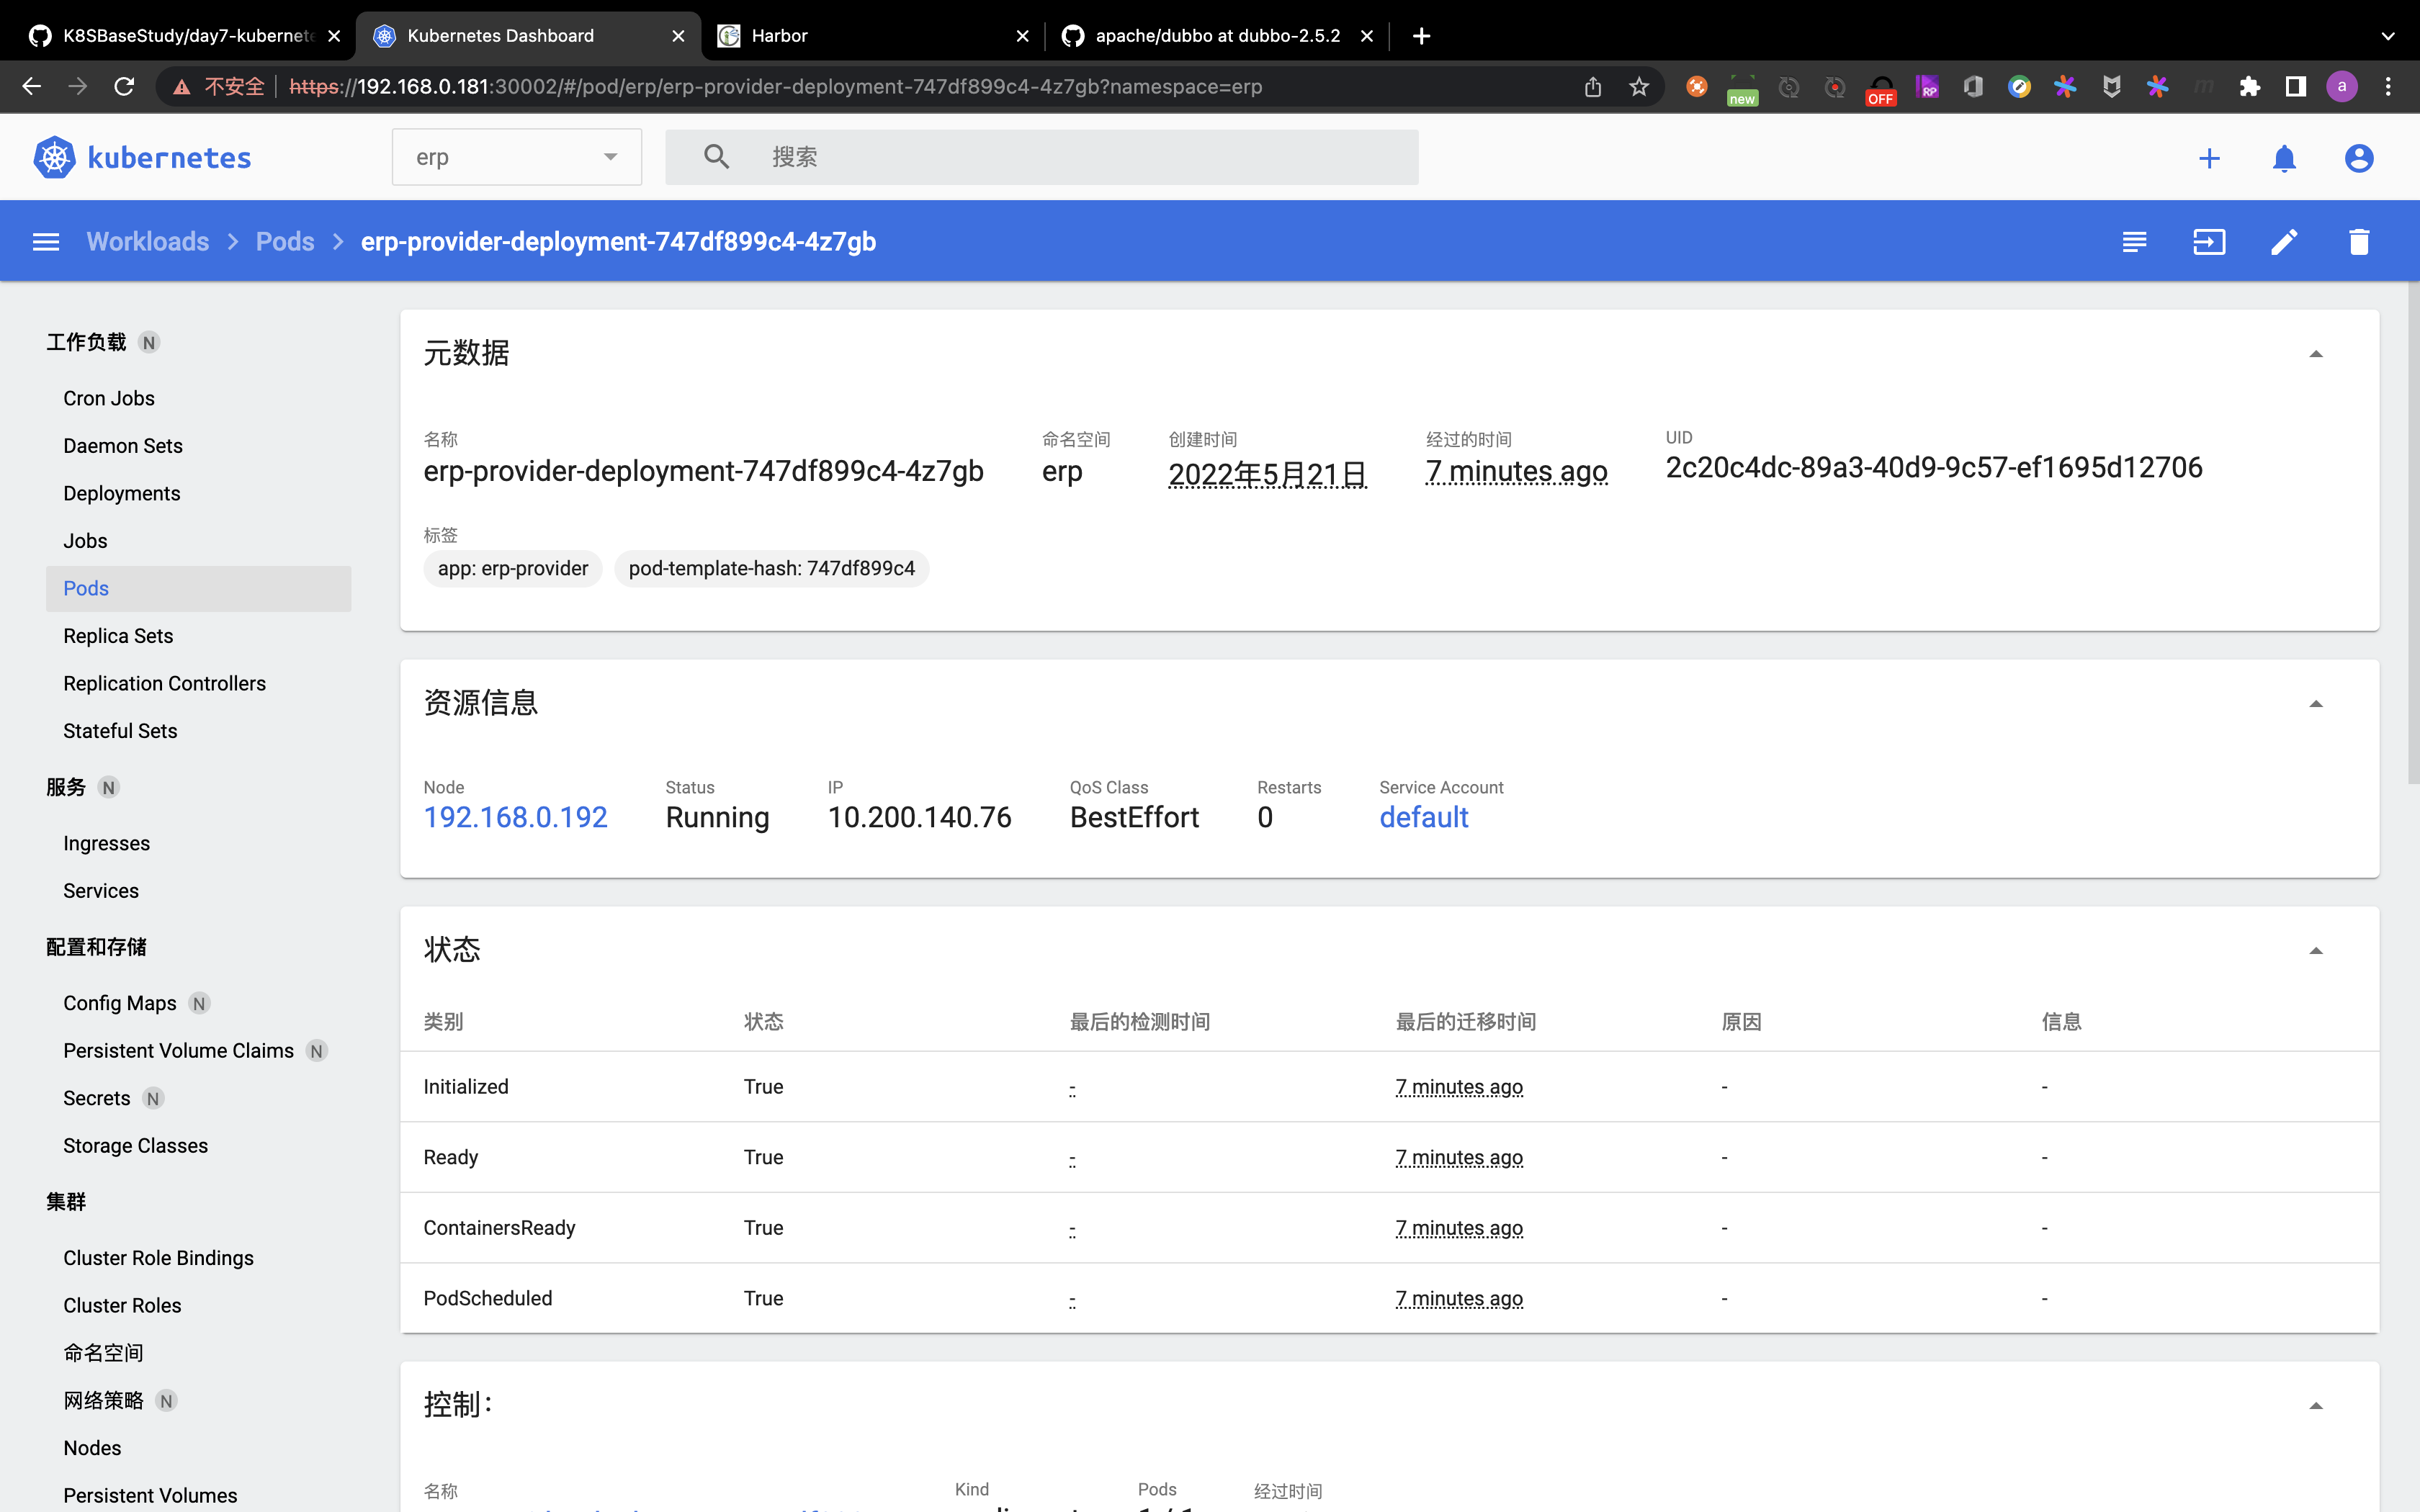 K8SBaseStudy/day7-kubernete
Kubernetes Dashboard
Harbor
apache/dubbo at dubbo-2.5.2
不安全 https://192.168.0.181:30002/#/pod/erp/erp-provider-deployment-747df899c4-4z7gb?namespace=erp
new
OFF
RP
a
kubernetes
erp
搜索
Workloads > Pods > erp-provider-deployment-747df899c4-4z7gb
工作负载 N
Cron Jobs
Daemon Sets
Deployments
Jobs
Pods
Replica Sets
Replication Controllers
Stateful Sets
服务 N
Ingresses
Services
配置和存储
Config Maps N
Persistent Volume Claims N
Secrets N
Storage Classes
集群
Cluster Role Bindings
Cluster Roles
命名空间
网络策略 N
Nodes
Persistent Volumes
元数据
名称 命名空间 创建时间 经过的时间 UID
erp-provider-deployment-747df899c4-4z7gb erp 2022年5月21日 7 minutes ago 2c20c4dc-89a3-40d9-9c57-ef1695d12706
标签
app: erp-provider pod-template-hash: 747df899c4
资源信息
Node Status IP QoS Class Restarts Service Account
192.168.0.192 Running 10.200.140.76 BestEffort 0 default
状态
类别 状态 最后的检测时间 最后的迁移时间 原因 信息
Initialized True - 7 minutes ago - -
Ready True - 7 minutes ago - -
ContainersReady True - 7 minutes ago - -
PodScheduled True - 7 minutes ago - -
控制：
名称 Kind Pods 经过时间